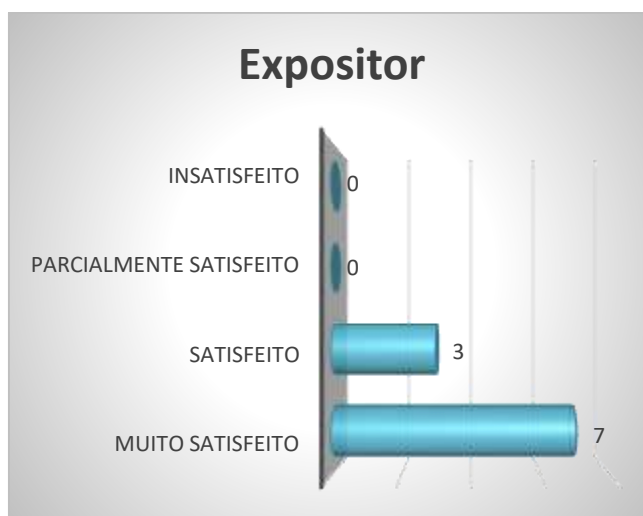 Expositor
INSATISFEITO 0
PARCIALMENTE SATISFEITO 0
SATISFEITO 3
MUITO SATISFEITO 7